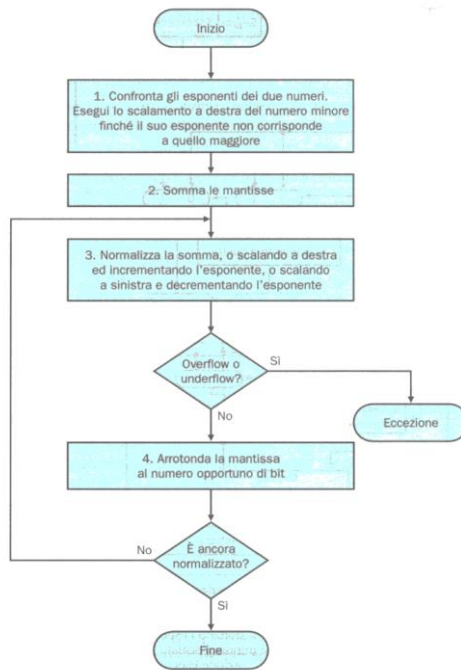 Inizio
1. Confronta gli esponenti dei due numeri.
Esegui lo scalamento a destra del numero minore
finché il suo esponente non corrisponde
a quello maggiore
2. Somma le mantisse
3. Normalizza la somma, o scalando a destra
ed incrementando l'esponente, o scalando
a sinistra e decrementando l'esponente
Overflow o
underflow?
Sì
No
Eccezione
4. Arrotonda la mantissa
al numero opportuno di bit
È ancora
normalizzato?
No
Sì
Fine